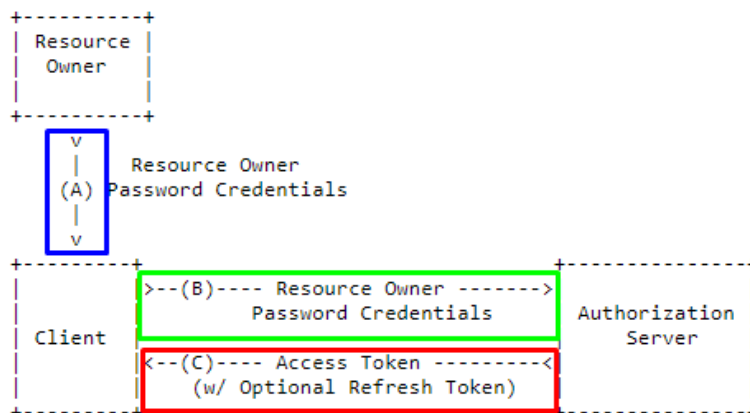 +----------+
| Resource |
|  Owner   |
|          |
+----------+
v
|    Resource Owner
(A) Password Credentials
|
v
+---------+                                  +---------------
|         |>--(B)---- Resource Owner ------->|
|         |         Password Credentials     | Authorization
| Client  |                                  |     Server
|         |<--(C)---- Access Token ---------<|
|         |    (w/ Optional Refresh Token)   |
+---------+                                  +---------------